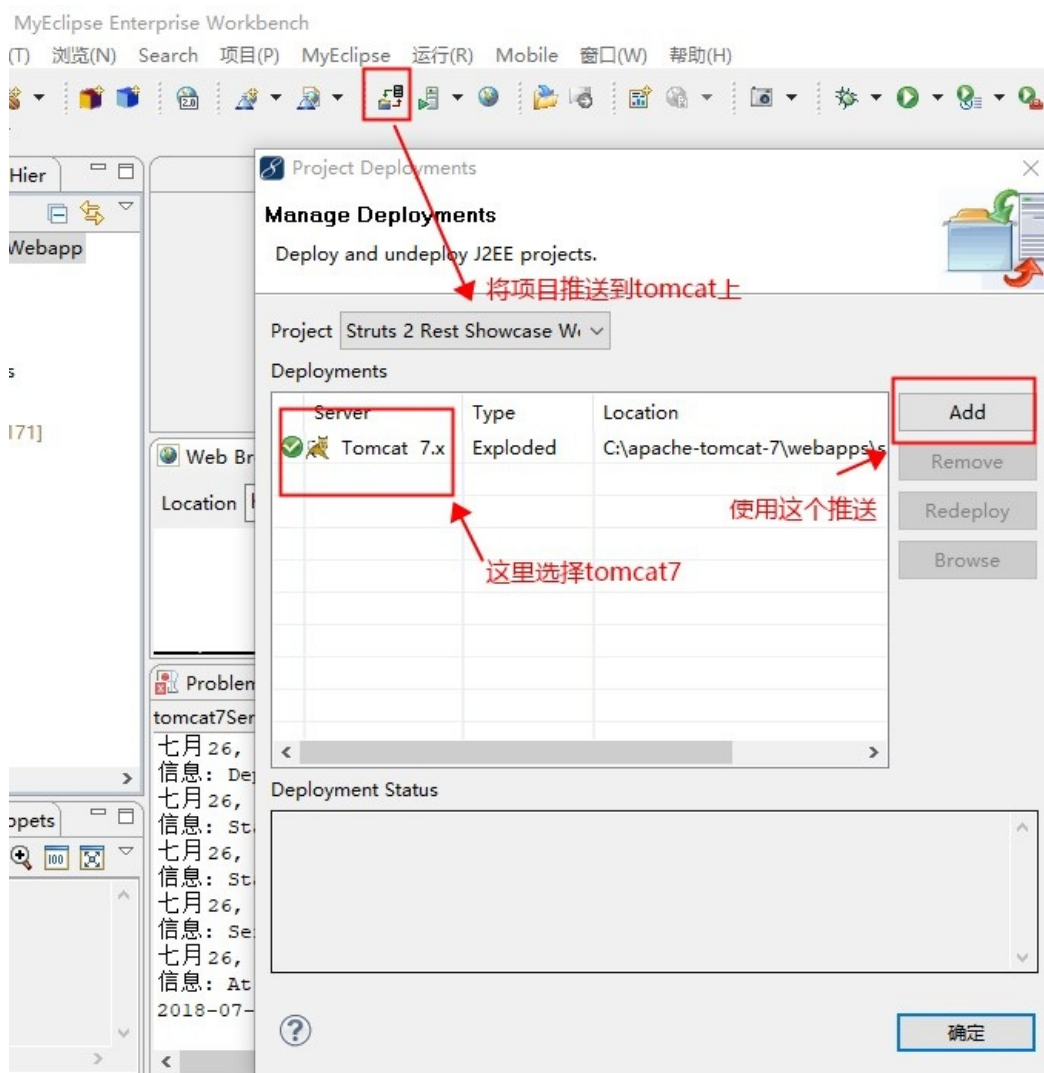 MyEclipse Enterprise Workbench
(T) 浏览(N) Search 项目(P) MyEclipse 运行(R) Mobile 窗口(W) 帮助(H)
2.0
Hier
Project Deployments
Manage Deployments
Webapp
Deploy and undeploy J2EE projects.
将项目推送到tomcat上
Project Struts 2 Rest Showcase W
s
Deployments
Server Type Location Add
171]
Tomcat 7.x Exploded C:\apache-tomcat-7\webapps\s
Web Br
Remove
Location
使用这个推送
Redeploy
这里选择tomcat7
Browse
Problem
tomcat7Ser
七月26,
信息: Dep
Deployment Status
七月26,
ppets
信息: St
100
七月26,
信息: St
七月26,
信息: Se
七月26,
信息: At
2018-07-
确定